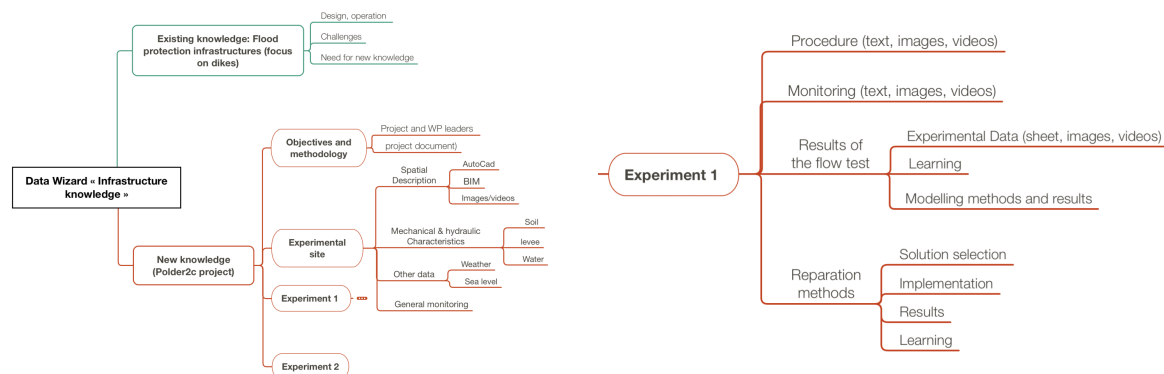 Design, operation
Existing knowledge: Flood
protection infrastructures (focus
on dikes)
Challenges
Need for new knowledge
Data Wizard « Infrastructure
knowledge »
New knowledge
(Polder2c project)
Objectives and
methodology
Project and WP leaders
project document)
Experimental
site
Spatial
Description
AutoCad
BIM
Images/videos
Mechanical & hydraulic
Characteristics
Soil
levee
Water
Other data
Weather
Sea level
General monitoring
Experiment 1
Experiment 2
Experiment 1
Procedure (text, images, videos)
Monitoring (text, images, videos)
Results of
the flow test
Experimental Data (sheet, images, videos)
Learning
Modelling methods and results
Reparation
methods
Solution selection
Implementation
Results
Learning